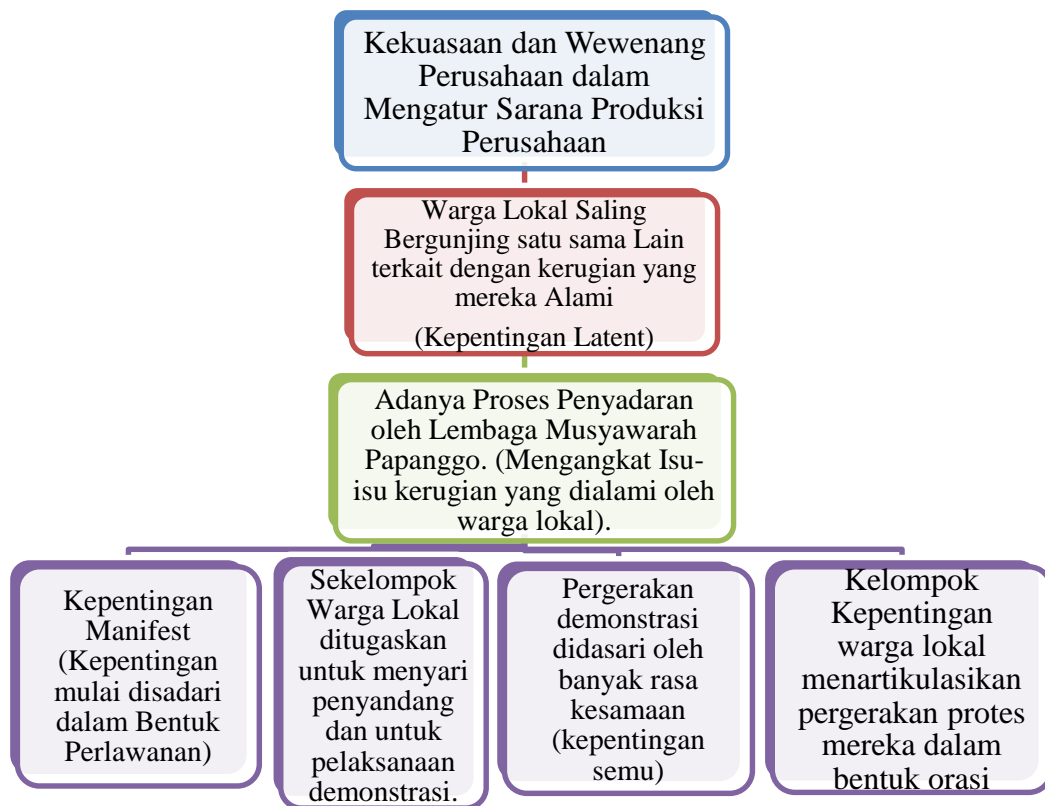 Kekuasaan dan Wewenang
Perusahaan dalam
Mengatur Sarana Produksi
Perusahaan
Warga Lokal Saling
Bergunjing satu sama Lain
terkait dengan kerugian yang
mereka Alami
(Kepentingan Latent)
Adanya Proses Penyadaran
oleh Lembaga Musyawarah
Papanggo. (Mengangkat Isu-
isu kerugian yang dialami oleh
warga lokal).
Kepentingan
Manifest
(Kepentingan
mulai disadari
dalam Bentuk
Perlawanan)
Sekelompok
Warga Lokal
ditugaskan
untuk menyari
penyandang
dan untuk
pelaksanaan
demonstrasi.
Pergerakan
demonstrasi
didasari oleh
banyak rasa
kesamaan
(kepentingan
semu)
Kelompok
Kepentingan
warga lokal
menartikulasikan
pergerakan protes
mereka dalam
bentuk orasi